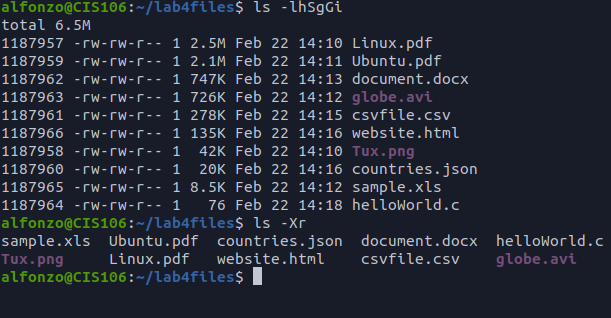 alfonzo@CIS106:~/lab4files$ ls -lhSgGi
total 6.5M
1187957 -rw-rw-r-- 1 2.5M Feb 22 14:10 Linux.pdf
1187959 -rw-rw-r-- 1 2.1M Feb 22 14:11 Ubuntu.pdf
1187962 -rw-rw-r-- 1 747K Feb 22 14:13 document.docx
1187963 -rw-rw-r-- 1 726K Feb 22 14:12 globe.avi
1187961 -rw-rw-r-- 1 278K Feb 22 14:15 csvfile.csv
1187966 -rw-rw-r-- 1 135K Feb 22 14:16 website.html
1187958 -rw-rw-r-- 1  42K Feb 22 14:10 Tux.png
1187960 -rw-rw-r-- 1  20K Feb 22 14:16 countries.json
1187965 -rw-rw-r-- 1 8.5K Feb 22 14:12 sample.xls
1187964 -rw-rw-r-- 1   76 Feb 22 14:18 helloWorld.c
alfonzo@CIS106:~/lab4files$ ls -Xr
sample.xls  Ubuntu.pdf  countries.json  document.docx  helloWorld.c
Tux.png     Linux.pdf   website.html    csvfile.csv    globe.avi
alfonzo@CIS106:~/lab4files$